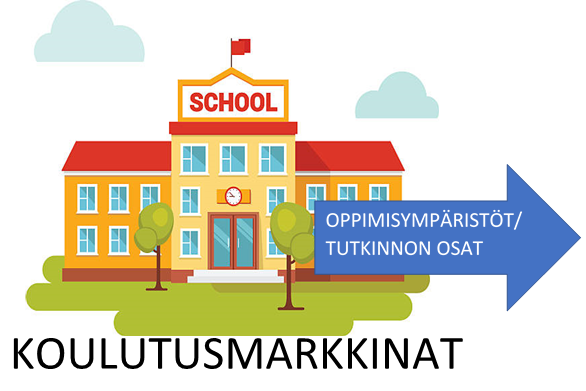 SCHOOL
OPPIMISYMPÄRISTÖT/
TUTKINNON OSAT
KOULUTUSMARKKINAT